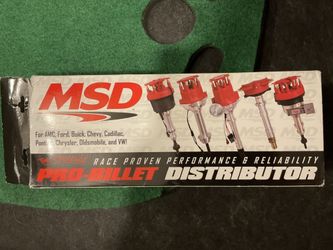 MSD
For AMC, Ford, Buick, Chevy, Cadillac,
Pontiac, Chrysler, Oldsmobile, and VW!
RACE PROVEN PERFORMANCE & RELIABILITY
PRO-BILLET DISTRIBUTOR